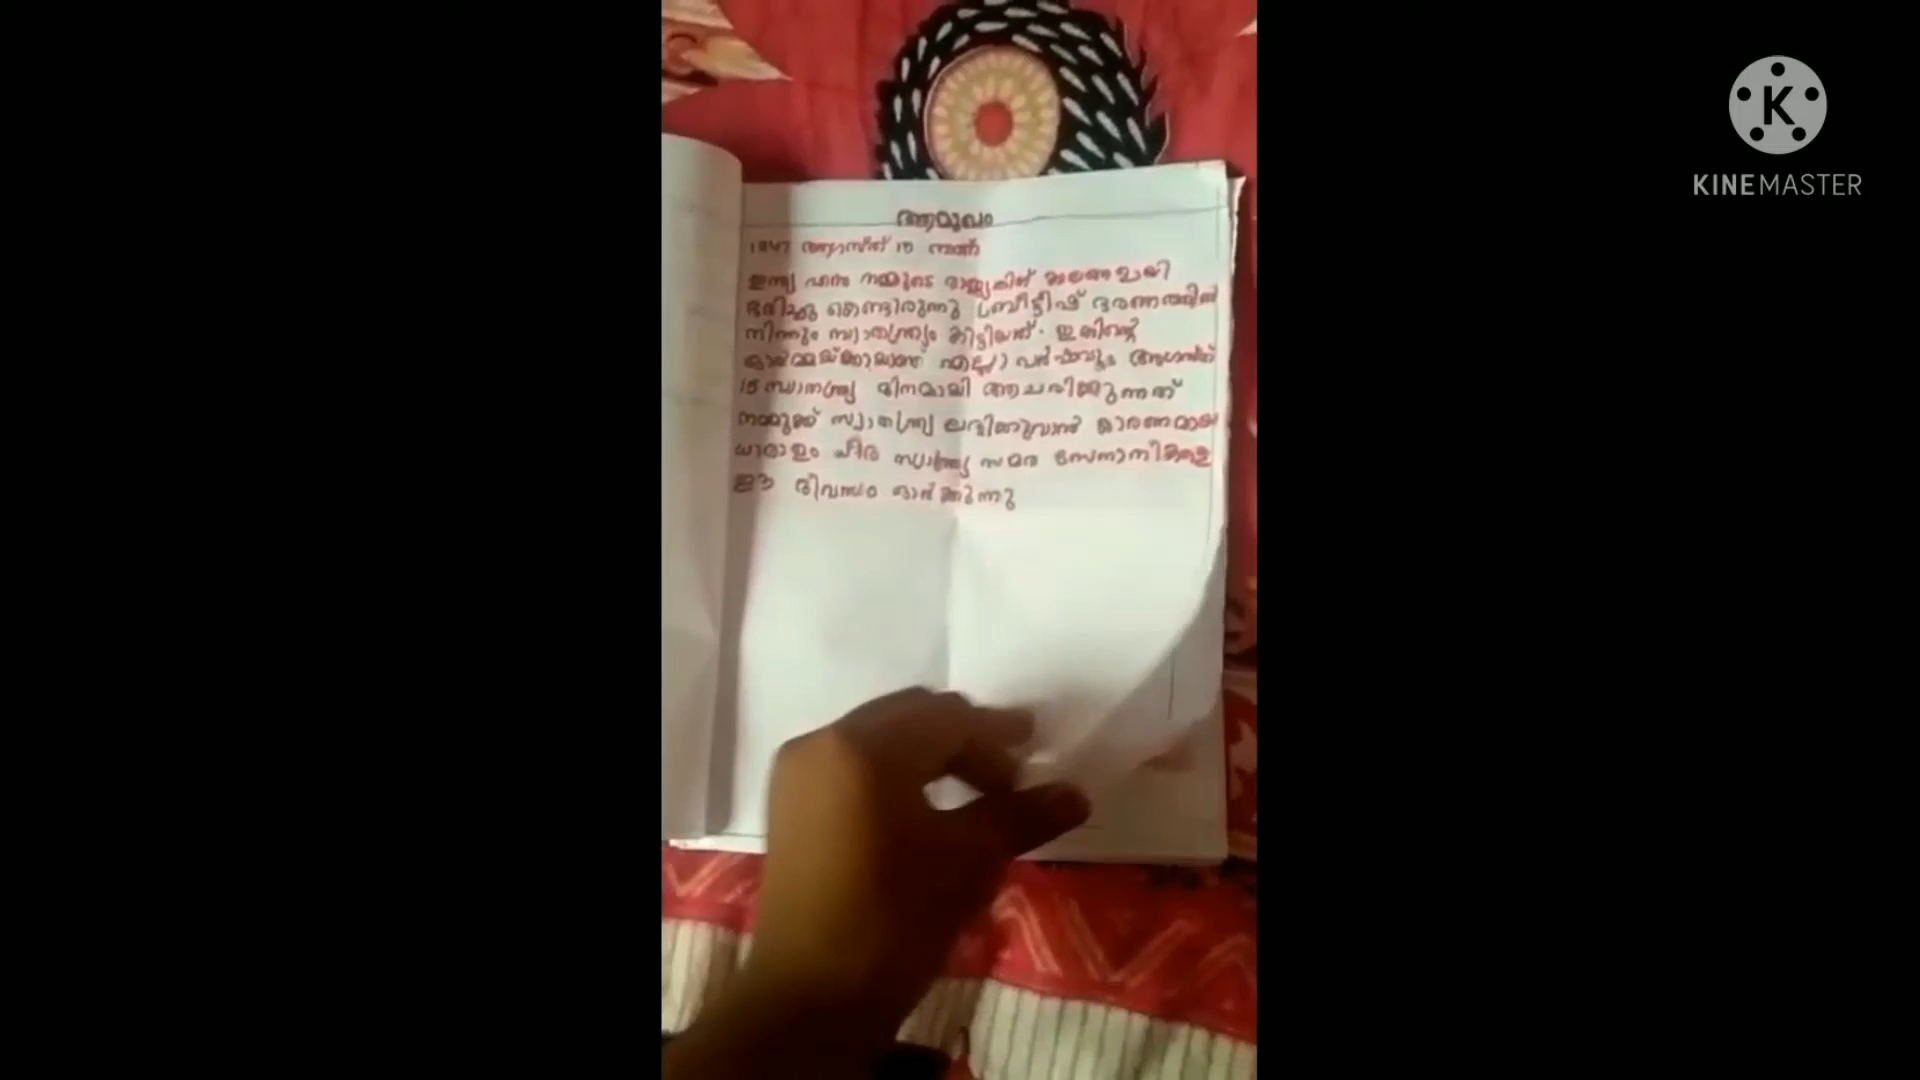 ആമുഖം
1947 ആഗസ്ത് 15 നാണ്
ഇന്ത്യ എന്ന നമ്മുടെ രാജ്യത്തിന്
ഭരിച്ചു കൊണ്ടിരുന്നു ബ്രിട്ടീഷ് ഭരണത്തിൽ
നിന്നും സ്വാതന്ത്ര്യം കിട്ടിയത്. ഇതിന്റെ
ഓർമ്മയ്ക്കായാണ് എല്ലാ വർഷവും ആഗസ്ത്
15 സ്വാതന്ത്ര്യ ദിനമായി ആചരിക്കുന്നത്
നമ്മുക്ക് സ്വാതന്ത്ര്യ ലഭിക്കുവാൻ കാരണമായ
ധാരാളം ധീര സ്വാതന്ത്ര്യ സമര സേനാനികളെ
ഈ ദിവസം ഓർക്കുന്നു
KINEMASTER